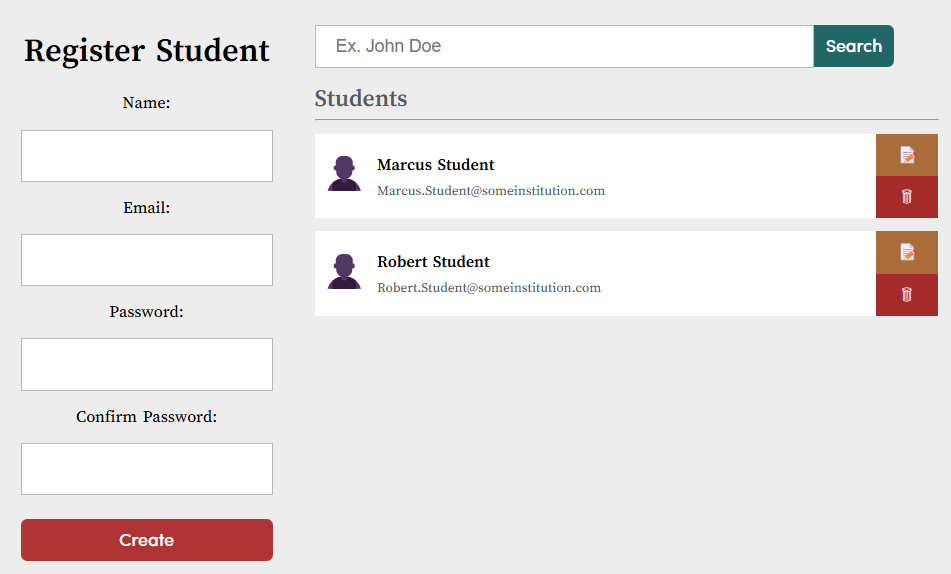 Register Student
Name:
Email:
Password:
Confirm Password:
Create
Ex. John Doe
Search
Students
Marcus Student
Marcus.Student@someinstitution.com
Robert Student
Robert.Student@someinstitution.com